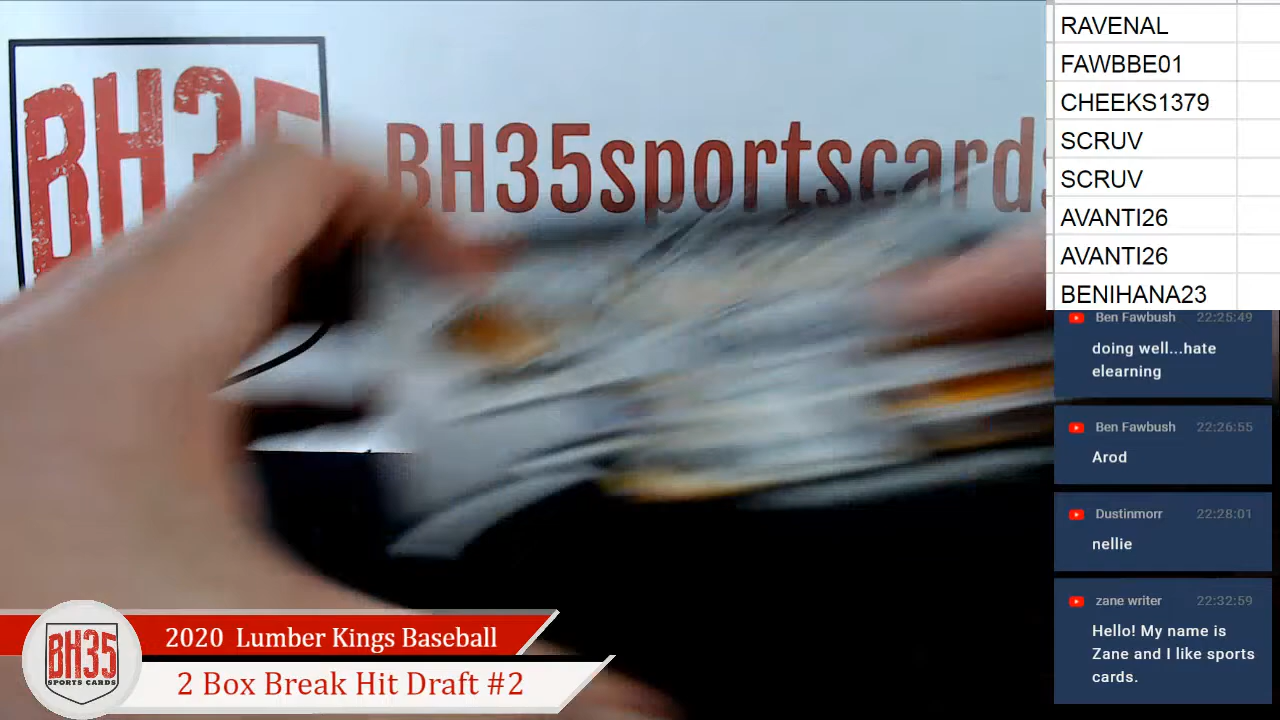 BH35
BH35sportscards
RAVENAL
FAWBBE01
CHEEKS1379
SCRUV
SCRUV
AVANTI26
AVANTI26
BENIHANA23
Ben Fawbush 22:25:49
doing well...hate
elearning
Ben Fawbush 22:26:55
Arod
Dustinmorr 22:28:01
nellie
zane writer 22:32:59
Hello! My name is
Zane and I like sports
cards.
BH35
SPORTS CARDS
2020 Lumber Kings Baseball
2 Box Break Hit Draft #2